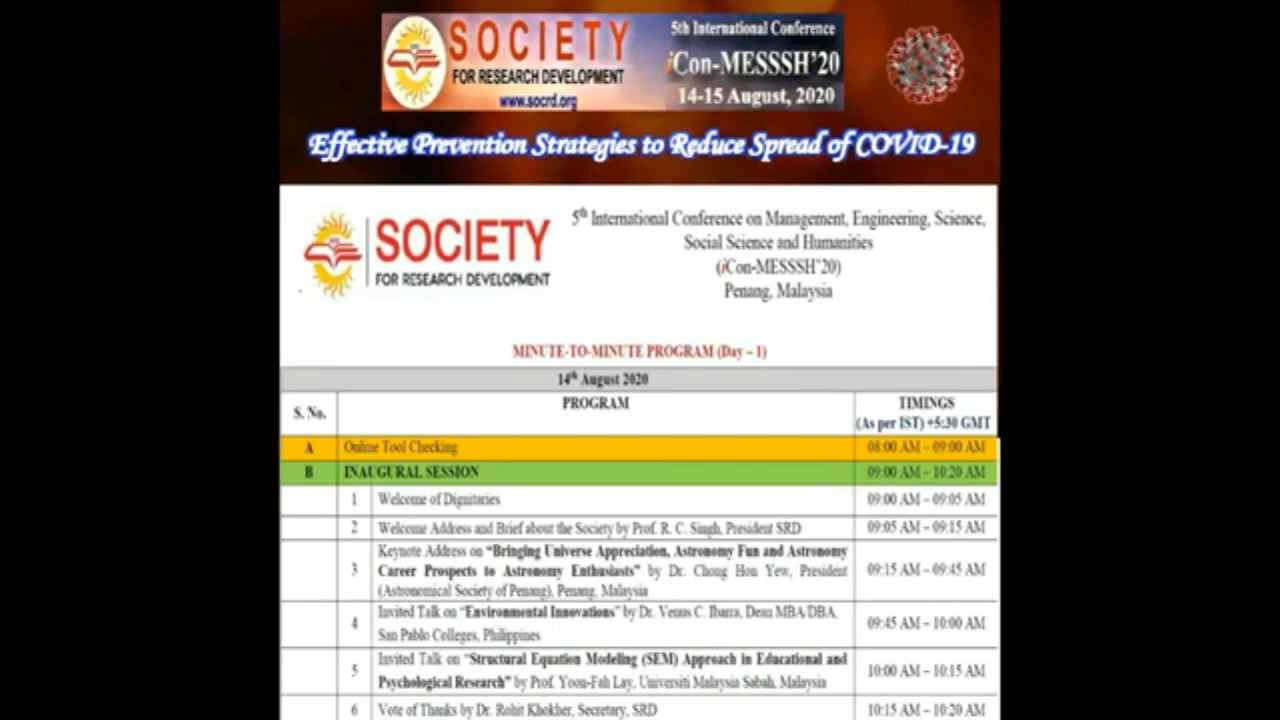 SOCIETY
FOR RESEARCH DEVELOPMENT
www.socrd.org
5th International Conference
iCon-MESSSH'20
14-15 August, 2020
Effective Prevention Strategies to Reduce Spread of COVID-19
SOCIETY
FOR RESEARCH DEVELOPMENT
5th International Conference on Management, Engineering, Science,
Social Science and Humanities
(iCon-MESSSH'20)
Penang, Malaysia
MINUTE-TO-MINUTE PROGRAM (Day – 1)
14th August 2020
S. No.
PROGRAM
TIMINGS
(As per IST) +5:30 GMT
A Online Tool Checking 08:00 AM – 09:00 AM
B INAUGURAL SESSION 09:00 AM – 10:20 AM
1 Welcome of Dignitaries 09:00 AM – 09:05 AM
2 Welcome Address and Brief about the Society by Prof. R. C. Singh, President SRD 09:05 AM – 09:15 AM
Keynote Address on "Bringing Universe Appreciation, Astronomy Fun and Astronomy
3 Career Prospects to Astronomy Enthusiasts" by Dr. Chong Hon Yew, President 09:15 AM – 09:45 AM
(Astronomical Society of Penang), Penang, Malaysia
Invited Talk on "Environmental Innovations" by Dr. Venus C. Ibarra, Dean MBA/DBA,
4 San Pablo Colleges, Philippines 09:45 AM – 10:00 AM
Invited Talk on "Structural Equation Modeling (SEM) Approach in Educational and
5 Psychological Research" by Prof. Yoon-Fah Lay, Universiti Malaysia Sabah, Malaysia 10:00 AM – 10:15 AM
6 Vote of Thanks by Dr. Rohit Khokher, Secretary, SRD 10:15 AM – 10:20 AM